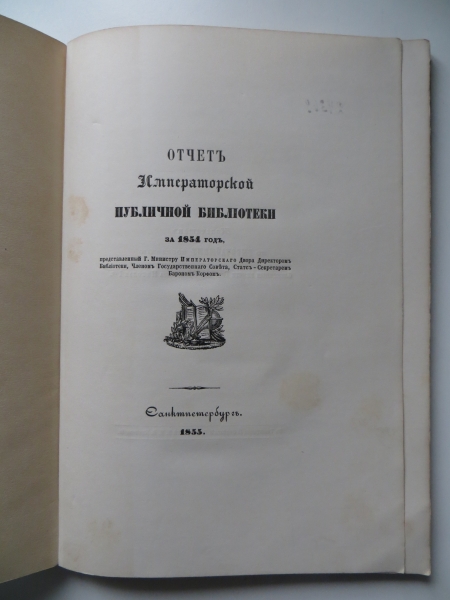 ОТЧЕТЪ
Императорской
ПУБЛИЧНОЙ БИБЛІОТЕКИ
ЗА 1854 ГОДЪ,
представленный Г. Министру ИМПЕРАТОРСКАГО Двора Директоромъ
Библіотеки, Членомъ Государственнаго Совѣта, Статсъ-Секретаремъ
Барономъ Корфомъ.
Санктпетербургъ.
1855.